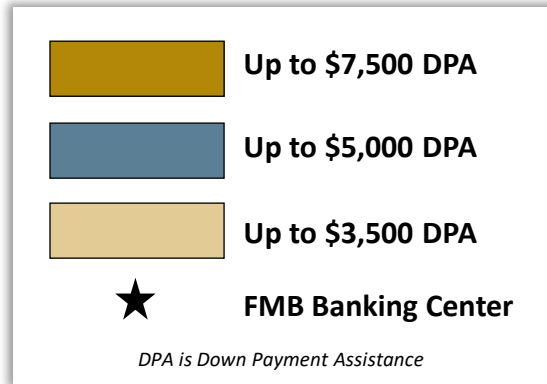 Up to $7,500 DPA
Up to $5,000 DPA
Up to $3,500 DPA
FMB Banking Center
DPA is Down Payment Assistance